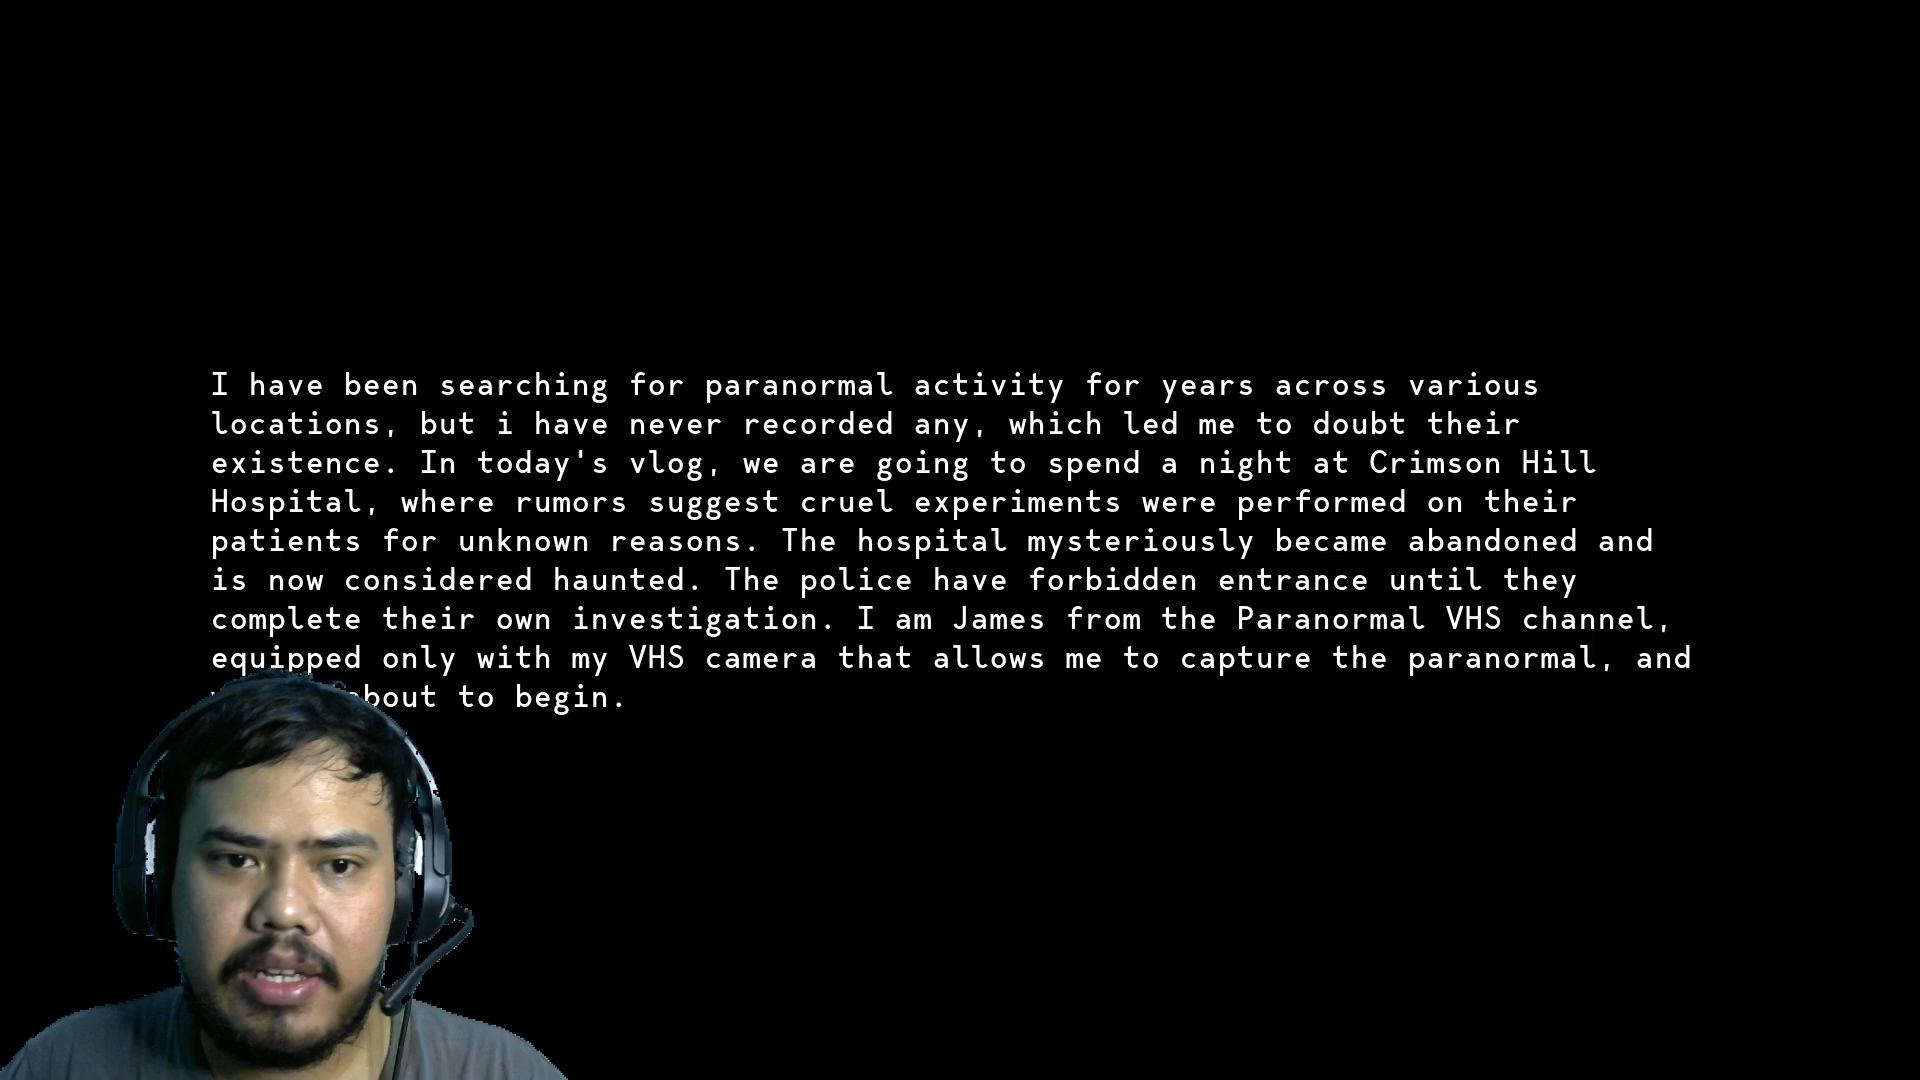 I have been searching for paranormal activity for years across various
locations, but i have never recorded any, which led me to doubt their
existence. In today's vlog, we are going to spend a night at Crimson Hill
Hospital, where rumors suggest cruel experiments were performed on their
patients for unknown reasons. The hospital mysteriously became abandoned and
is now considered haunted. The police have forbidden entrance until they
complete their own investigation. I am James from the Paranormal VHS channel,
equipped only with my VHS camera that allows me to capture the paranormal, and
about to begin.